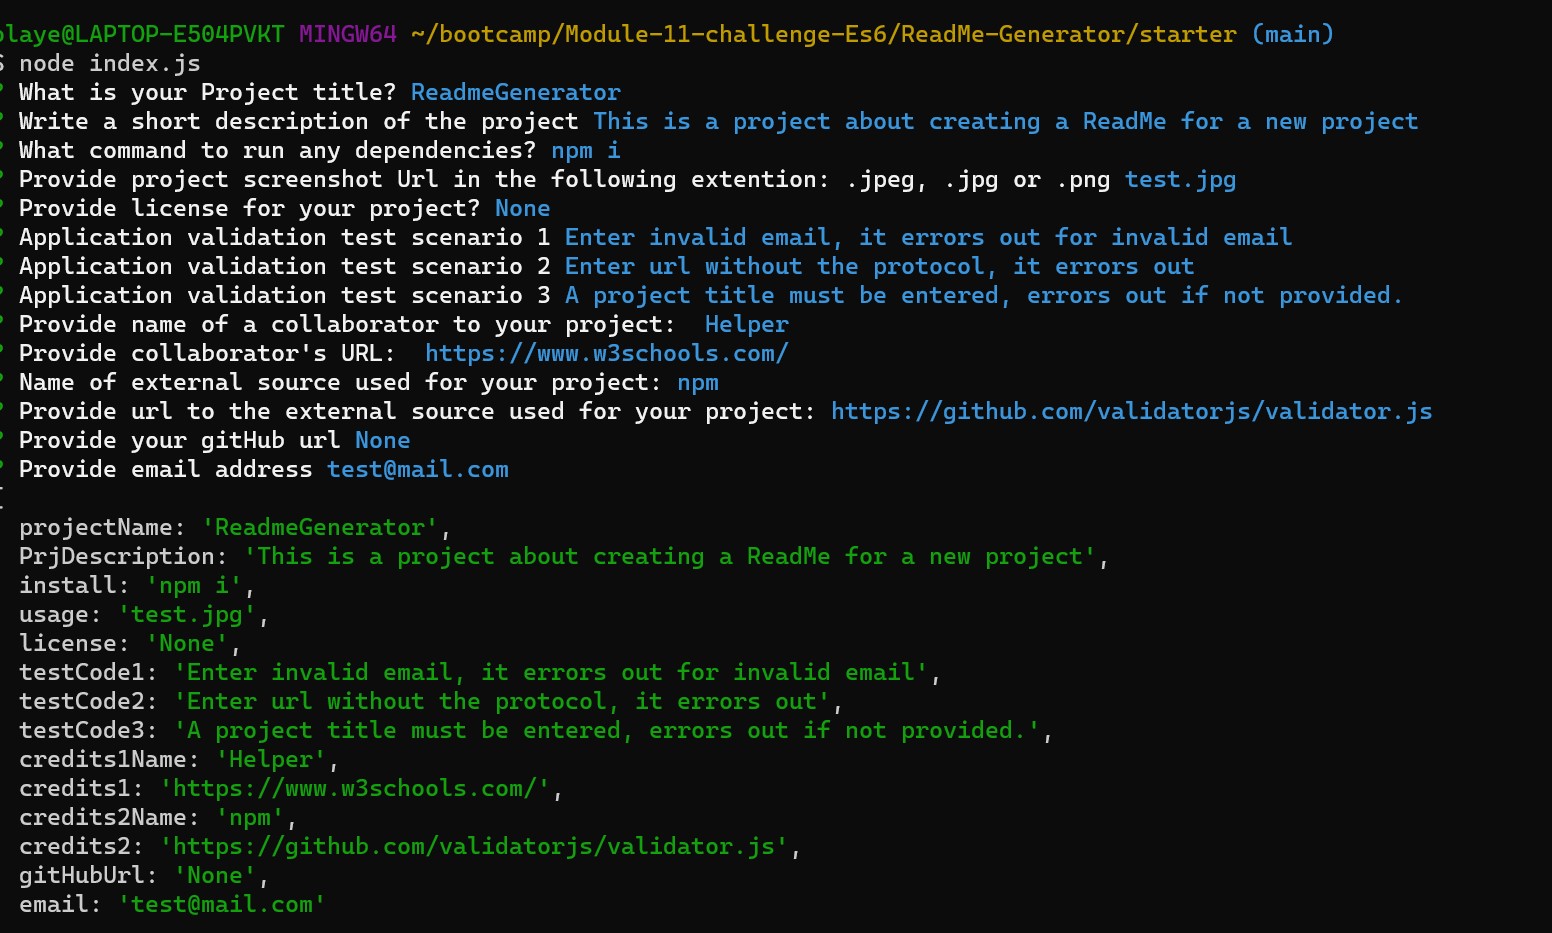 playe@LAPTOP-E504PVKT MINGW64 ~/bootcamp/Module-11-challenge-Es6/ReadMe-Generator/starter (main)
$ node index.js
? What is your Project title? ReadmeGenerator
? Write a short description of the project This is a project about creating a ReadMe for a new project
? What command to run any dependencies? npm i
? Provide project screenshot Url in the following extention: .jpeg, .jpg or .png test.jpg
? Provide license for your project? None
? Application validation test scenario 1 Enter invalid email, it errors out for invalid email
? Application validation test scenario 2 Enter url without the protocol, it errors out
? Application validation test scenario 3 A project title must be entered, errors out if not provided.
? Provide name of a collaborator to your project:  Helper
? Provide collaborator's URL:  https://www.w3schools.com/
? Name of external source used for your project: npm
? Provide url to the external source used for your project: https://github.com/validatorjs/validator.js
? Provide your gitHub url None
? Provide email address test@mail.com
{
projectName: 'ReadmeGenerator',
PrjDescription: 'This is a project about creating a ReadMe for a new project',
install: 'npm i',
usage: 'test.jpg',
license: 'None',
testCode1: 'Enter invalid email, it errors out for invalid email',
testCode2: 'Enter url without the protocol, it errors out',
testCode3: 'A project title must be entered, errors out if not provided.',
credits1Name: 'Helper',
credits1: 'https://www.w3schools.com/',
credits2Name: 'npm',
credits2: 'https://github.com/validatorjs/validator.js',
gitHubUrl: 'None',
email: 'test@mail.com'